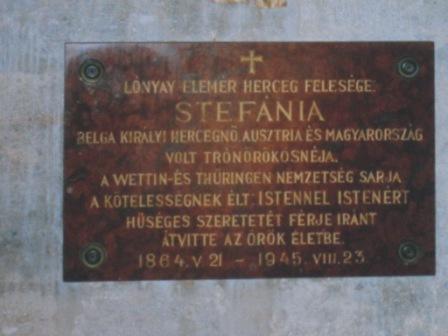 LÓNYAY ELEMÉR HERCEG FELESÉGE
STEFÁNIA
BELGA KIRÁLYI HERCEGNŐ AUSZTRIA ÉS MAGYARORSZÁG
VOLT TRÓNÖRÖKÖSNÉJA.
A WETTIN-ÉS THÜRINGEN NEMZETSÉG SARJA
A KÖTELESSÉGNEK ÉLT: ISTENNEL ISTENÉRT.
HŰSÉGES SZERETETÉT FÉRJE IRÁNT
ÁTVITTE AZ ÖRÖK ÉLETBE.
1864. V 21 - 1945. VIII. 23.